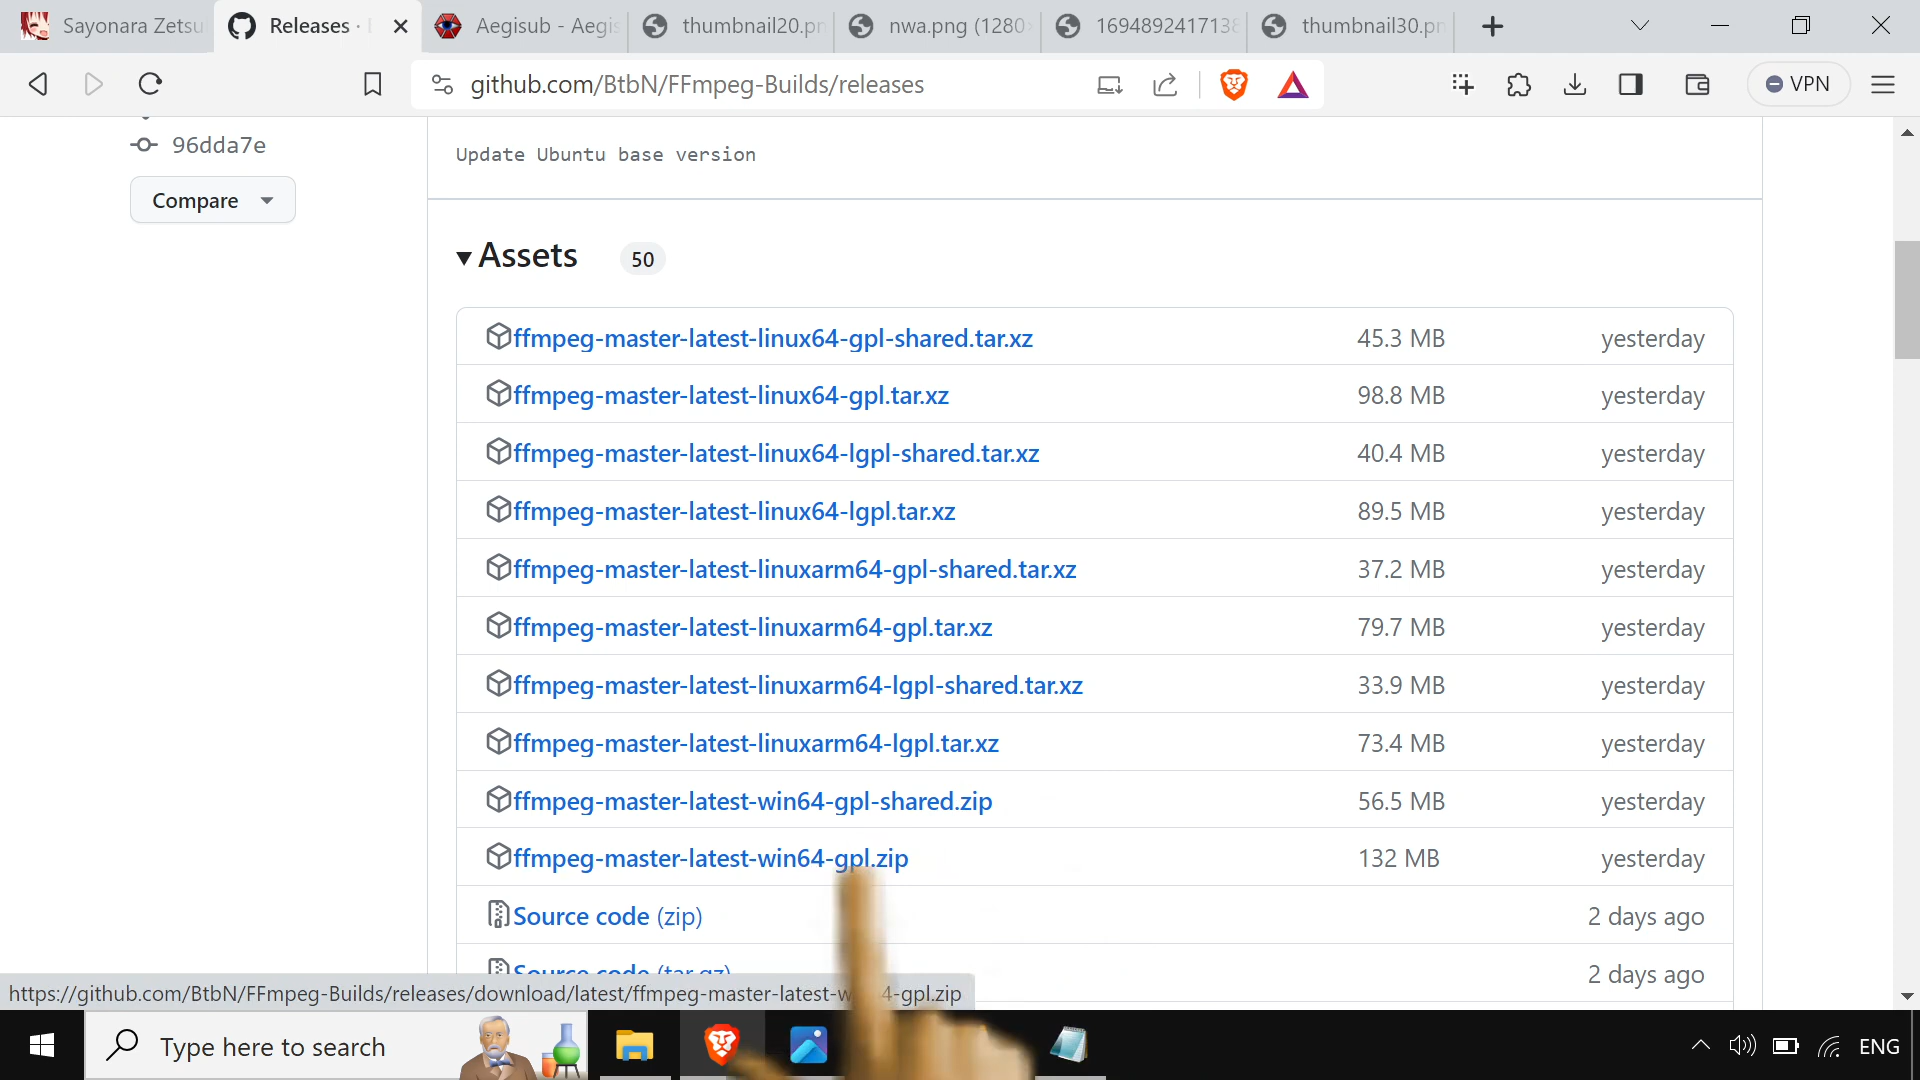 Sayonara Zetsu
Releases ·
Aegisub - Aegis
thumbnail20.pn
nwa.png (1280
1694892417138
thumbnail30.pn
github.com/BtbN/FFmpeg-Builds/releases
VPN
96dda7e
Compare
Update Ubuntu base version
Assets 50
ffmpeg-master-latest-linux64-gpl-shared.tar.xz 45.3 MB yesterday
ffmpeg-master-latest-linux64-gpl.tar.xz 98.8 MB yesterday
ffmpeg-master-latest-linux64-lgpl-shared.tar.xz 40.4 MB yesterday
ffmpeg-master-latest-linux64-lgpl.tar.xz 89.5 MB yesterday
ffmpeg-master-latest-linuxarm64-gpl-shared.tar.xz 37.2 MB yesterday
ffmpeg-master-latest-linuxarm64-gpl.tar.xz 79.7 MB yesterday
ffmpeg-master-latest-linuxarm64-lgpl-shared.tar.xz 33.9 MB yesterday
ffmpeg-master-latest-linuxarm64-lgpl.tar.xz 73.4 MB yesterday
ffmpeg-master-latest-win64-gpl-shared.zip 56.5 MB yesterday
ffmpeg-master-latest-win64-gpl.zip 132 MB yesterday
Source code (zip) 2 days ago
Source code (tar.gz) 2 days ago
https://github.com/BtbN/FFmpeg-Builds/releases/download/latest/ffmpeg-master-latest-w 4-gpl.zip
Type here to search
ENG